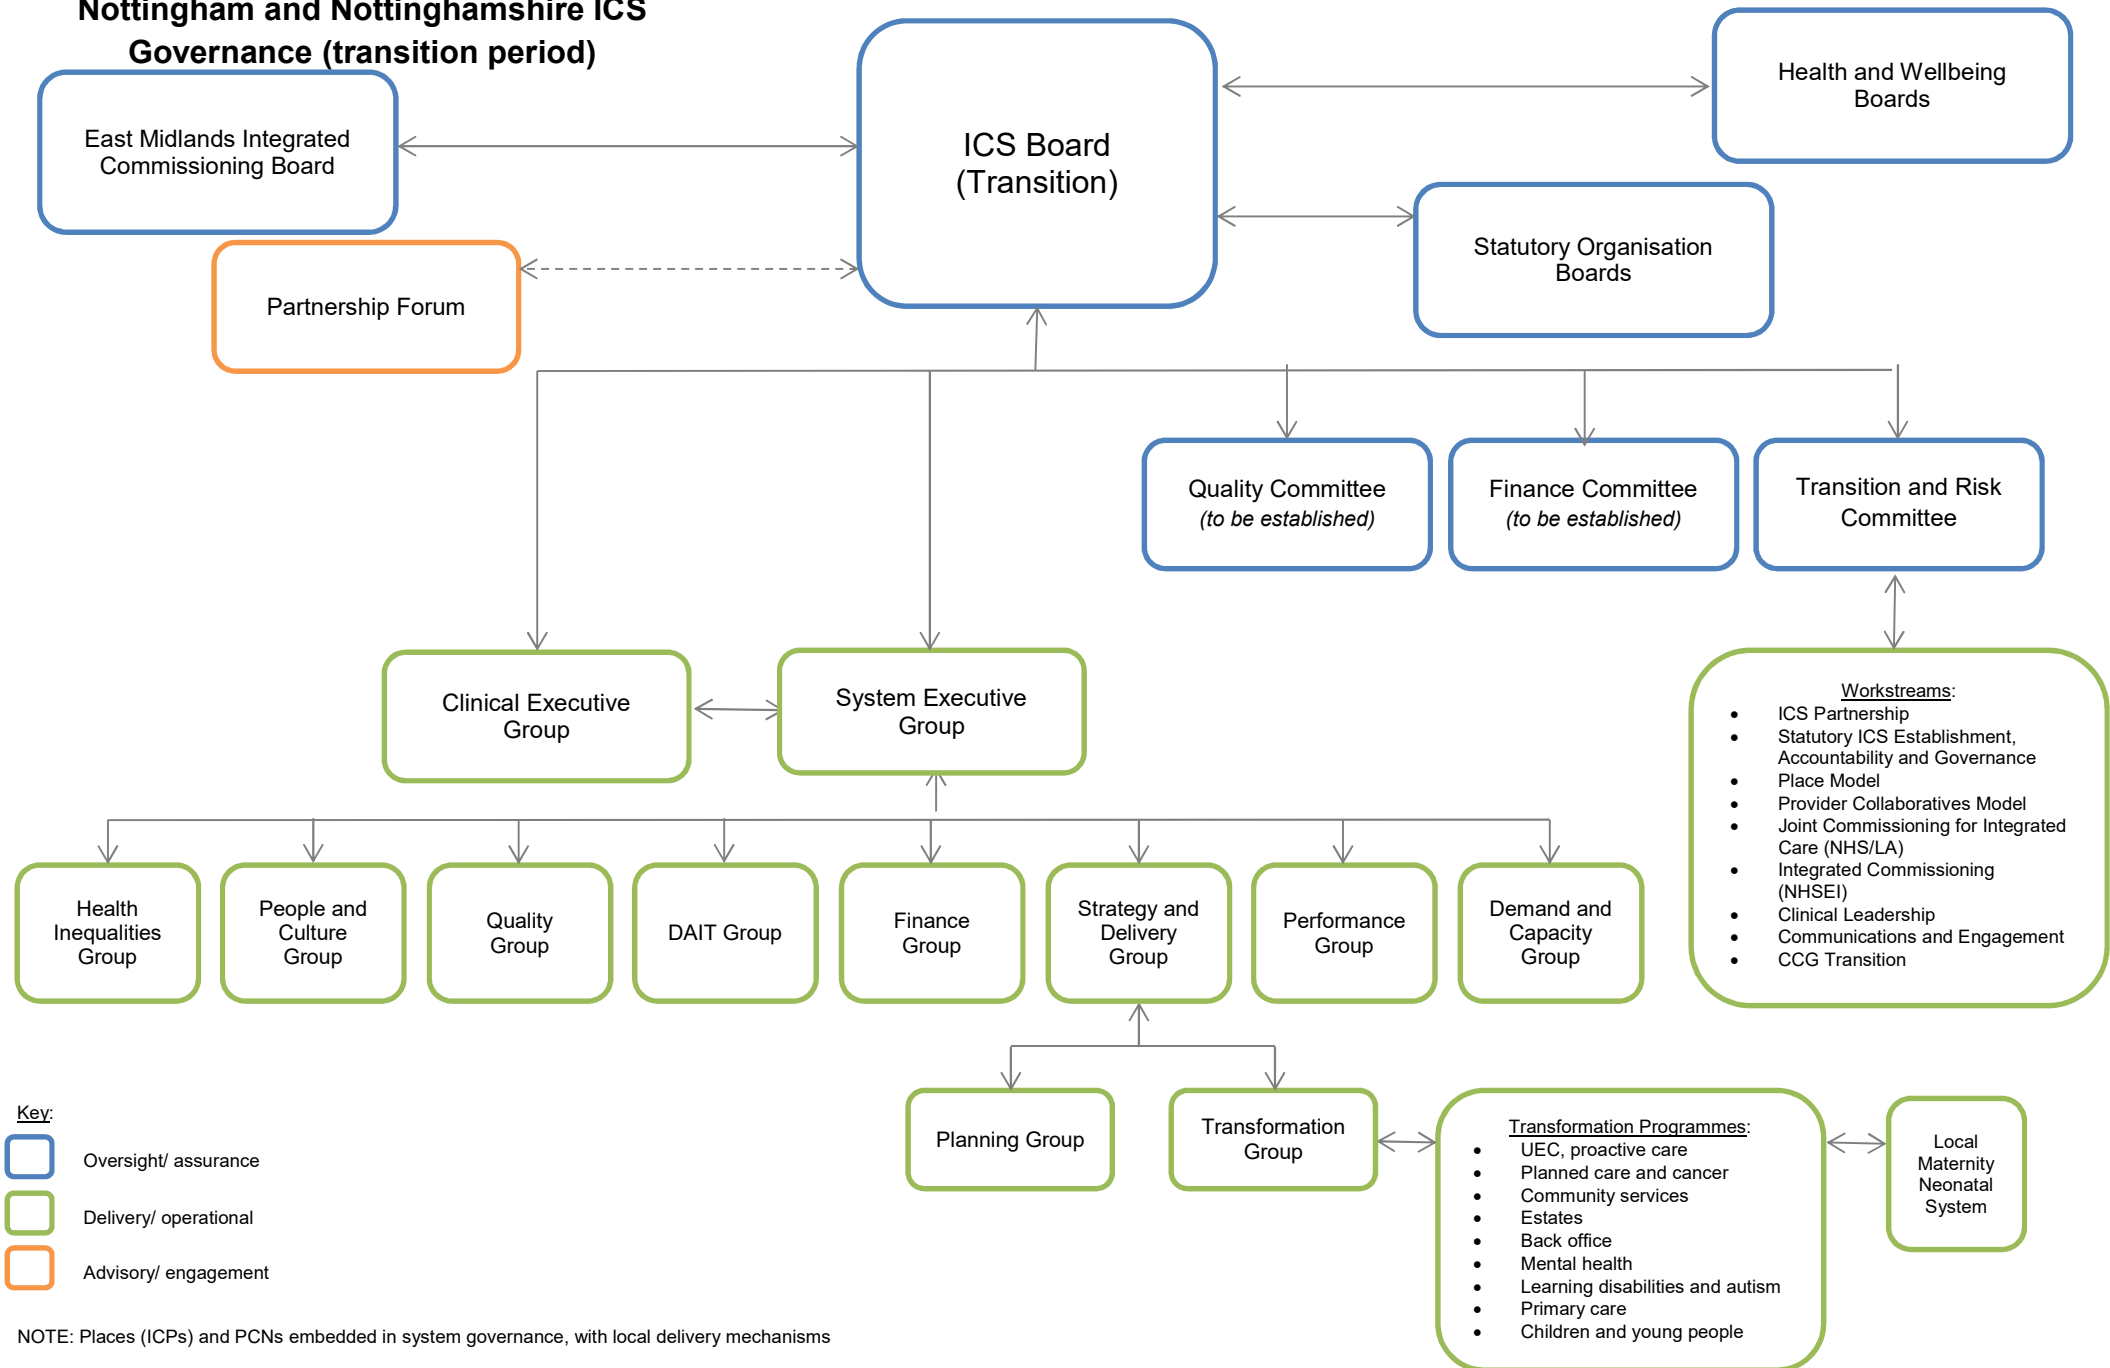 Nottingham and Nottinghamshire ICS
Governance (transition period)
East Midlands Integrated
Commissioning Board
ICS Board
(Transition)
Health and Wellbeing
Boards
Partnership Forum
Statutory Organisation
Boards
Quality Committee
(to be established)
Finance Committee
(to be established)
Transition and Risk
Committee
Clinical Executive
Group
System Executive
Group
Workstreams:
• ICS Partnership
• Statutory ICS Establishment,
Accountability and Governance
• Place Model
• Provider Collaboratives Model
• Joint Commissioning for Integrated
Care (NHS/LA)
• Integrated Commissioning
(NHSEI)
• Clinical Leadership
• Communications and Engagement
• CCG Transition
Health
Inequalities
Group
People and
Culture
Group
Quality
Group
DAIT Group
Finance
Group
Strategy and
Delivery
Group
Performance
Group
Demand and
Capacity
Group
Planning Group
Transformation
Group
Transformation Programmes:
• UEC, proactive care
• Planned care and cancer
• Community services
• Estates
• Back office
• Mental health
• Learning disabilities and autism
• Primary care
• Children and young people
Local
Maternity
Neonatal
System
Key:
Oversight/ assurance
Delivery/ operational
Advisory/ engagement
NOTE: Places (ICPs) and PCNs embedded in system governance, with local delivery mechanisms